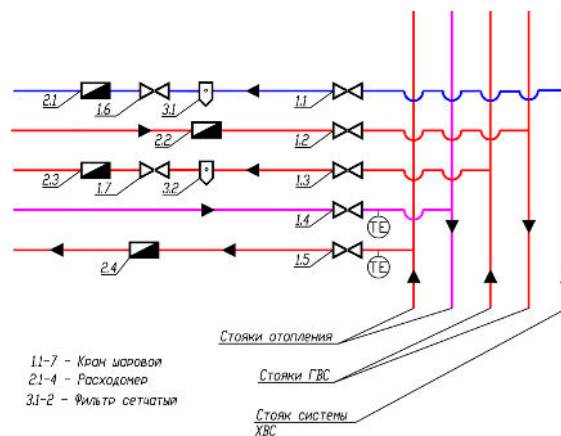 2.1
1.6
3.1
1.1
2.2
1.2
2.3
1.7
3.2
1.3
1.4
TE
2.4
1.5
TE
Стояки отопления
Стояки ГВС
Стояк системы
ХВС
1.1-7 - Кран шаровой
2.1-4 - Расходомер
3.1-2 - Фильтр сетчатый